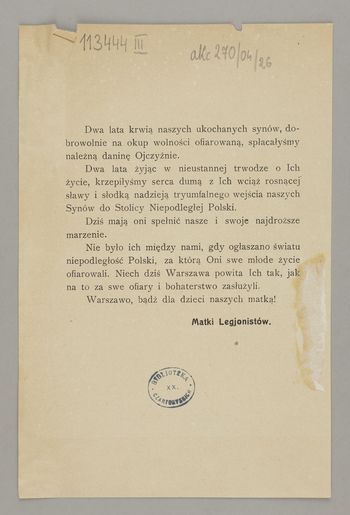 113444 III
akc 270/04/26
Dwa lata krwią naszych ukochanych synów, do-
browolnie na okup wolności ofiarowaną, spłacałyśmy
należną daninę Ojczyźnie.
Dwa lata żyjąc w nieustannej trwodze o Ich
życie, krzepiłyśmy serca dumą z Ich wciąż rosnącej
sławy i słodką nadzieją tryumfalnego wejścia naszych
Synów do Stolicy Niepodległej Polski.
Dziś mają oni spełnić nasze i swoje najdroższe
marzenie.
Nie było ich między nami, gdy ogłaszano światu
niepodległość Polski, za którą Oni swe młode życie
ofiarowali. Niech dziś Warszawa powita Ich tak, jak
na to za swe ofiary i bohaterstwo zasłużyli.
Warszawo, bądź dla dzieci naszych matką!
Matki Legjonistów.
BIBLIOTEKA
XX.
CZARTORYSKICH